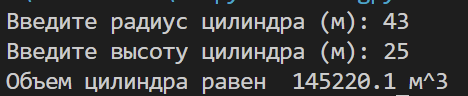 Введите радиус цилиндра (м): 43
Введите высоту цилиндра (м): 25
Объем цилиндра равен  145220.1 м^3